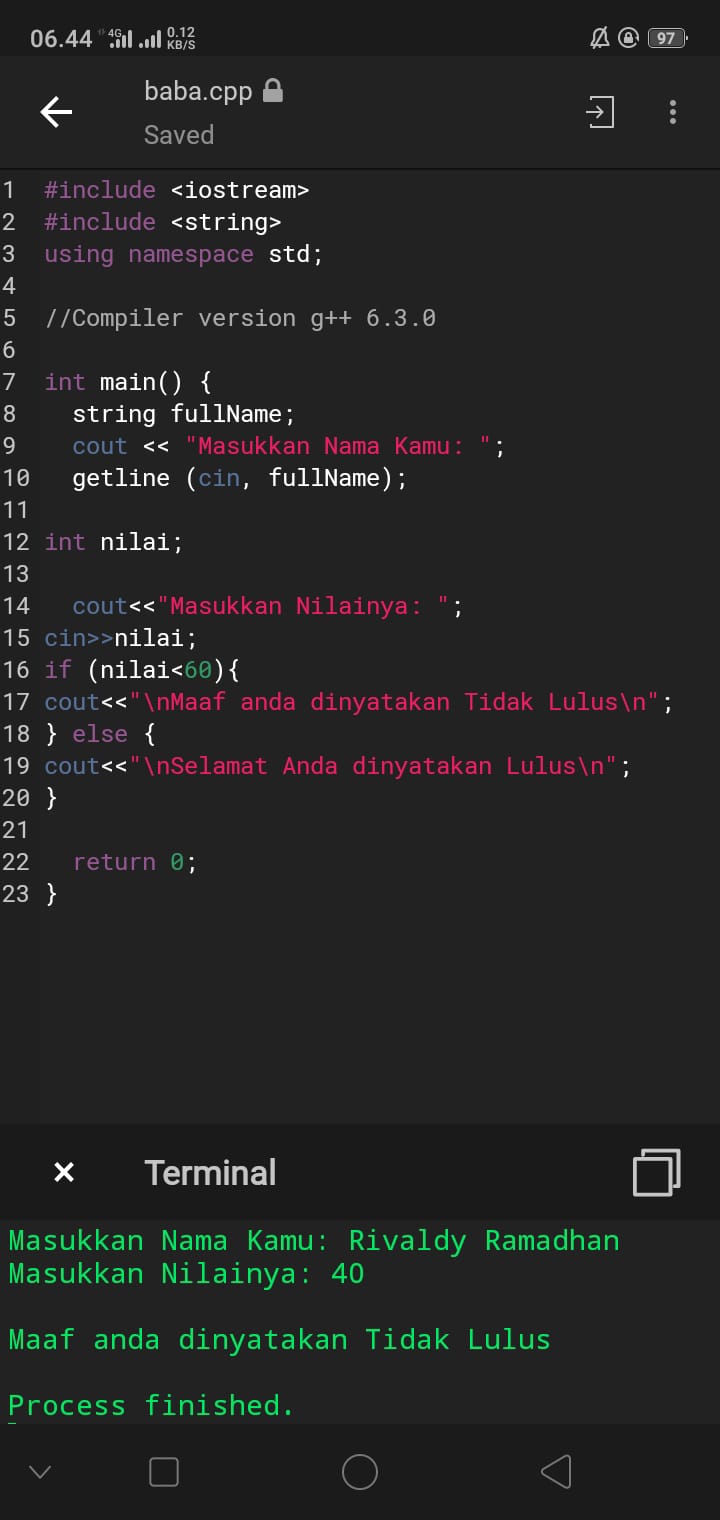 06.44 4G 0.12 KB/S 97
baba.cpp
Saved
1 #include <iostream>
2 #include <string>
3 using namespace std;
4
5 //Compiler version g++ 6.3.0
6
7 int main() {
8 string fullName;
9 cout << "Masukkan Nama Kamu: ";
10 getline (cin, fullName);
11
12 int nilai;
13
14 cout<<"Masukkan Nilainya: ";
15 cin>>nilai;
16 if (nilai<60){
17 cout<<"\nMaaf anda dinyatakan Tidak Lulus\n";
18 } else {
19 cout<<"\nSelamat Anda dinyatakan Lulus\n";
20 }
21
22 return 0;
23 }
Terminal
Masukkan Nama Kamu: Rivaldy Ramadhan
Masukkan Nilainya: 40
Maaf anda dinyatakan Tidak Lulus
Process finished.